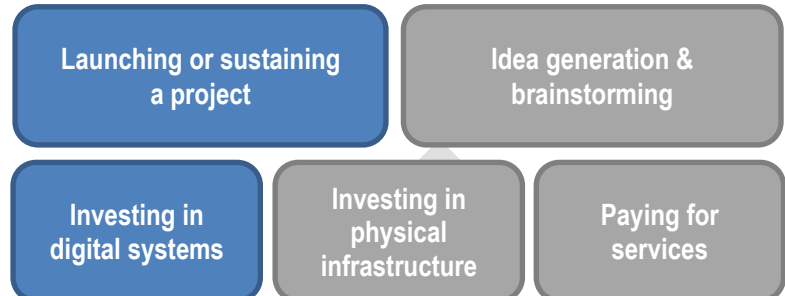 Launching or sustaining
a project
Idea generation &
brainstorming
Investing in
digital systems
Investing in
physical
infrastructure
Paying for
services